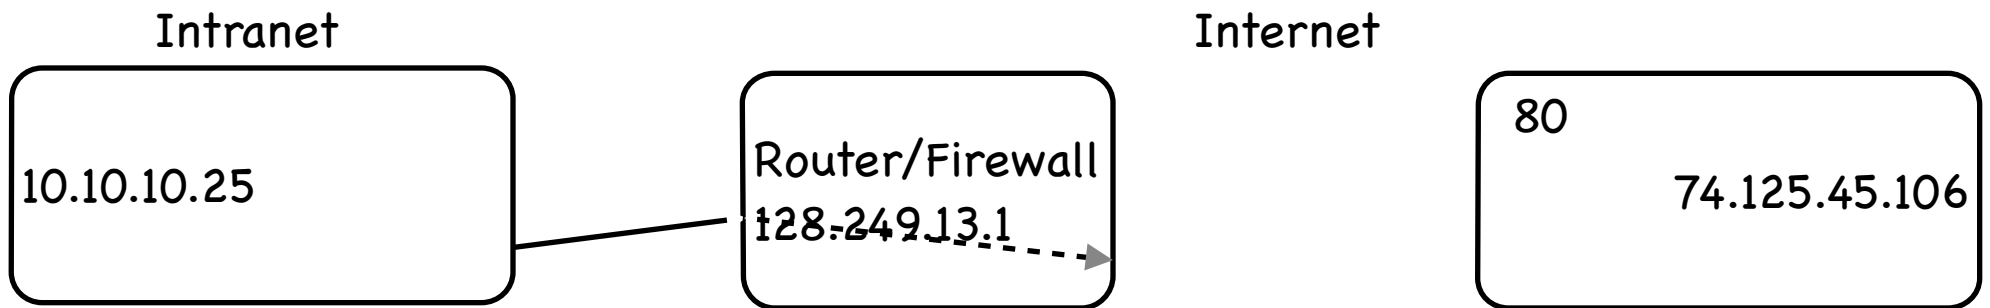 Intranet
Internet
10.10.10.25
Router/Firewall
128.249.13.1
80
74.125.45.106